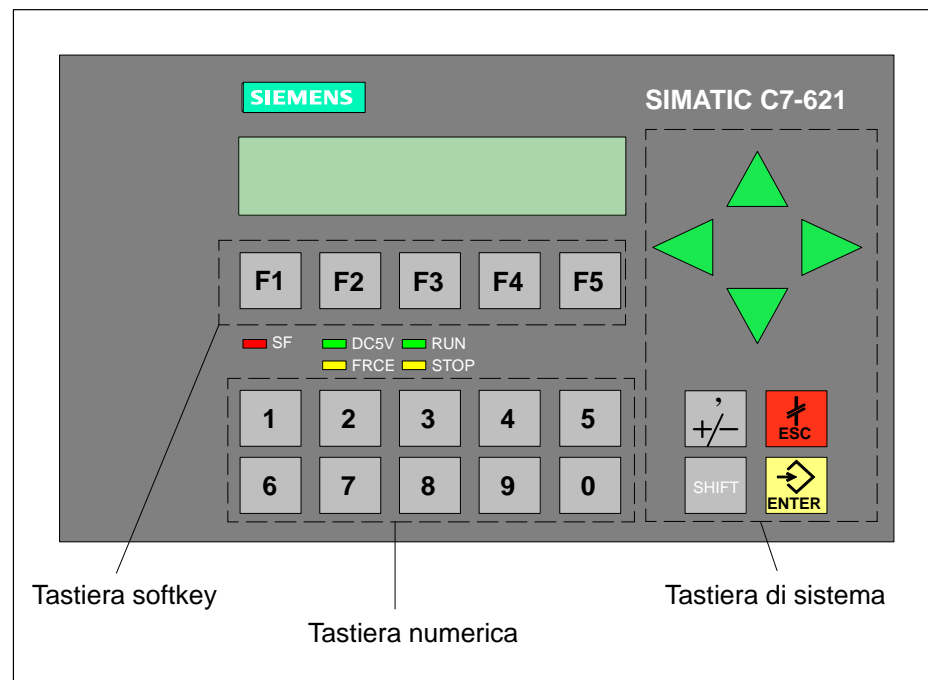 SIEMENS
SIMATIC C7-621
F1 F2 F3 F4 F5
SF DC5V RUN
FRCE STOP
1 2 3 4 5
6 7 8 9 0
, +/–
ESC
SHIFT
ENTER
Tastiera softkey
Tastiera numerica
Tastiera di sistema